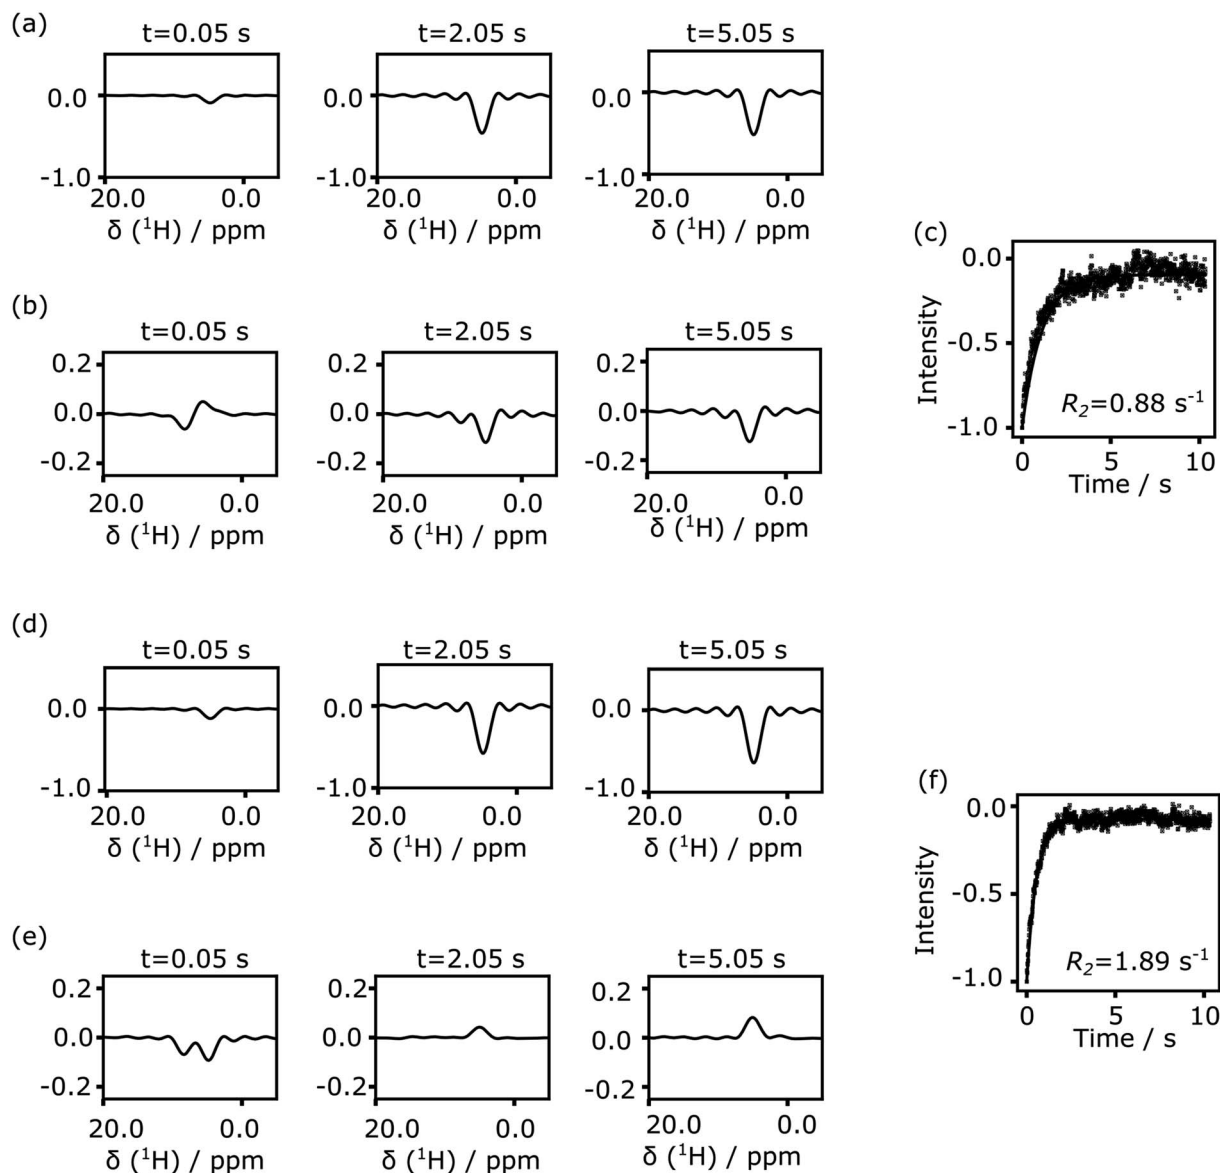 (a)
t=0.05 s t=2.05 s t=5.05 s
0.0 0.0 0.0
-1.0 -1.0 -1.0
20.0 0.0 20.0 0.0 20.0 0.0
δ (¹H) / ppm δ (¹H) / ppm δ (¹H) / ppm
(b)
t=0.05 s t=2.05 s t=5.05 s
0.2 0.2 0.2
0.0 0.0 0.0
-0.2 -0.2 -0.2
20.0 0.0 20.0 0.0 20.0 0.0
δ (¹H) / ppm δ (¹H) / ppm δ (¹H) / ppm
(c)
0.0
-0.5
-1.0
Intensity
R₂=0.88 s⁻¹
0 5 10
Time / s
(d)
t=0.05 s t=2.05 s t=5.05 s
0.0 0.0 0.0
-1.0 -1.0 -1.0
20.0 0.0 20.0 0.0 20.0 0.0
δ (¹H) / ppm δ (¹H) / ppm δ (¹H) / ppm
(e)
t=0.05 s t=2.05 s t=5.05 s
0.2 0.2 0.2
0.0 0.0 0.0
-0.2 -0.2 -0.2
20.0 0.0 20.0 0.0 20.0 0.0
δ (¹H) / ppm δ (¹H) / ppm δ (¹H) / ppm
(f)
0.0
-0.5
-1.0
Intensity
R₂=1.89 s⁻¹
0 5 10
Time / s